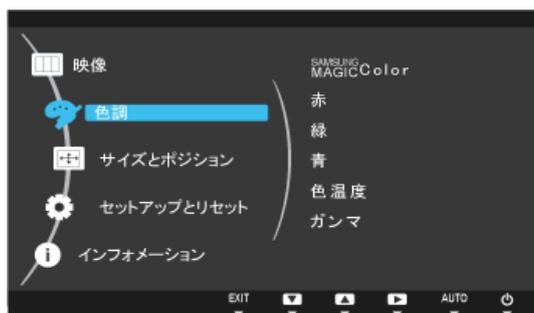 映像
色調
サイズとポジション
セットアップとリセット
インフォメーション
SAMSUNG
MAGICColor
赤
緑
青
色温度
ガンマ
EXIT
AUTO